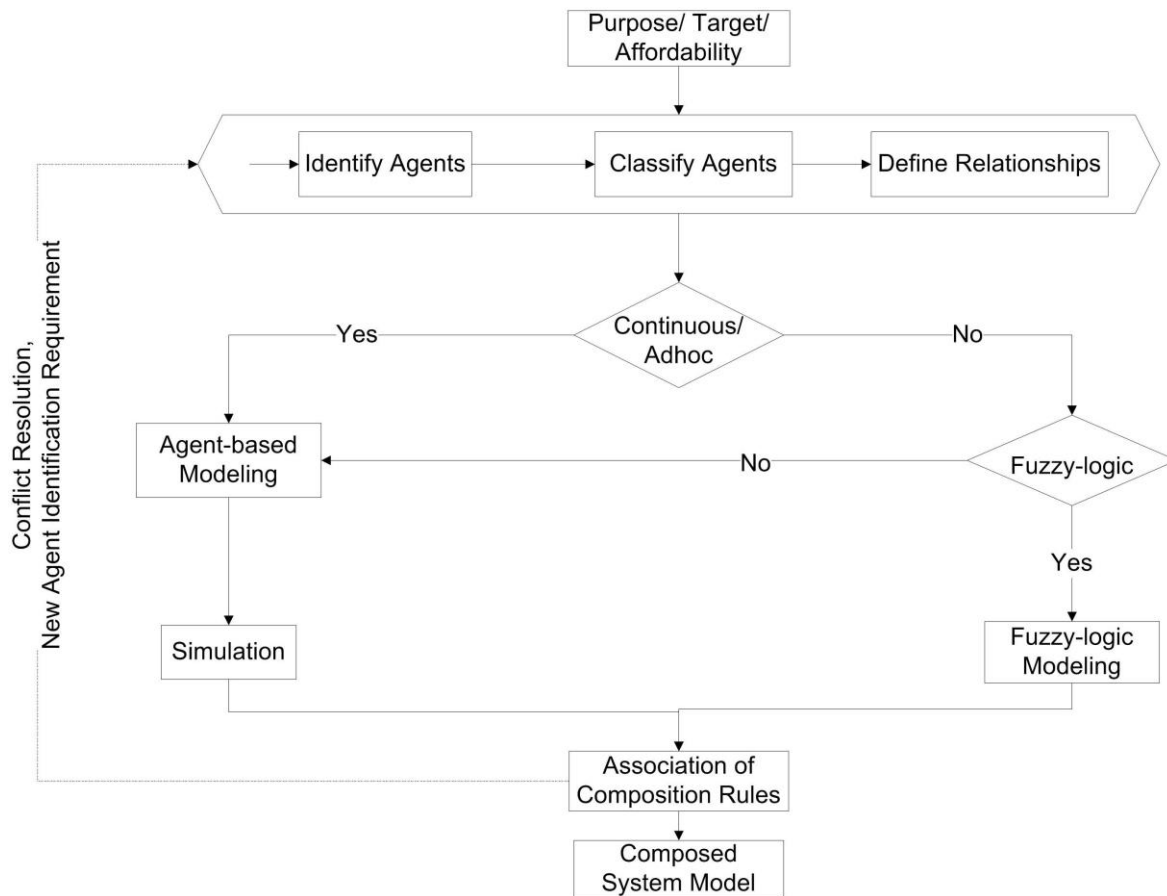 Purpose/ Target/
Affordability
Identify Agents
Classify Agents
Define Relationships
Conflict Resolution,
New Agent Identification Requirement
Continuous/
Adhoc
Yes
No
Agent-based
Modeling
No
Fuzzy-logic
Yes
Simulation
Fuzzy-logic
Modeling
Association of
Composition Rules
Composed
System Model